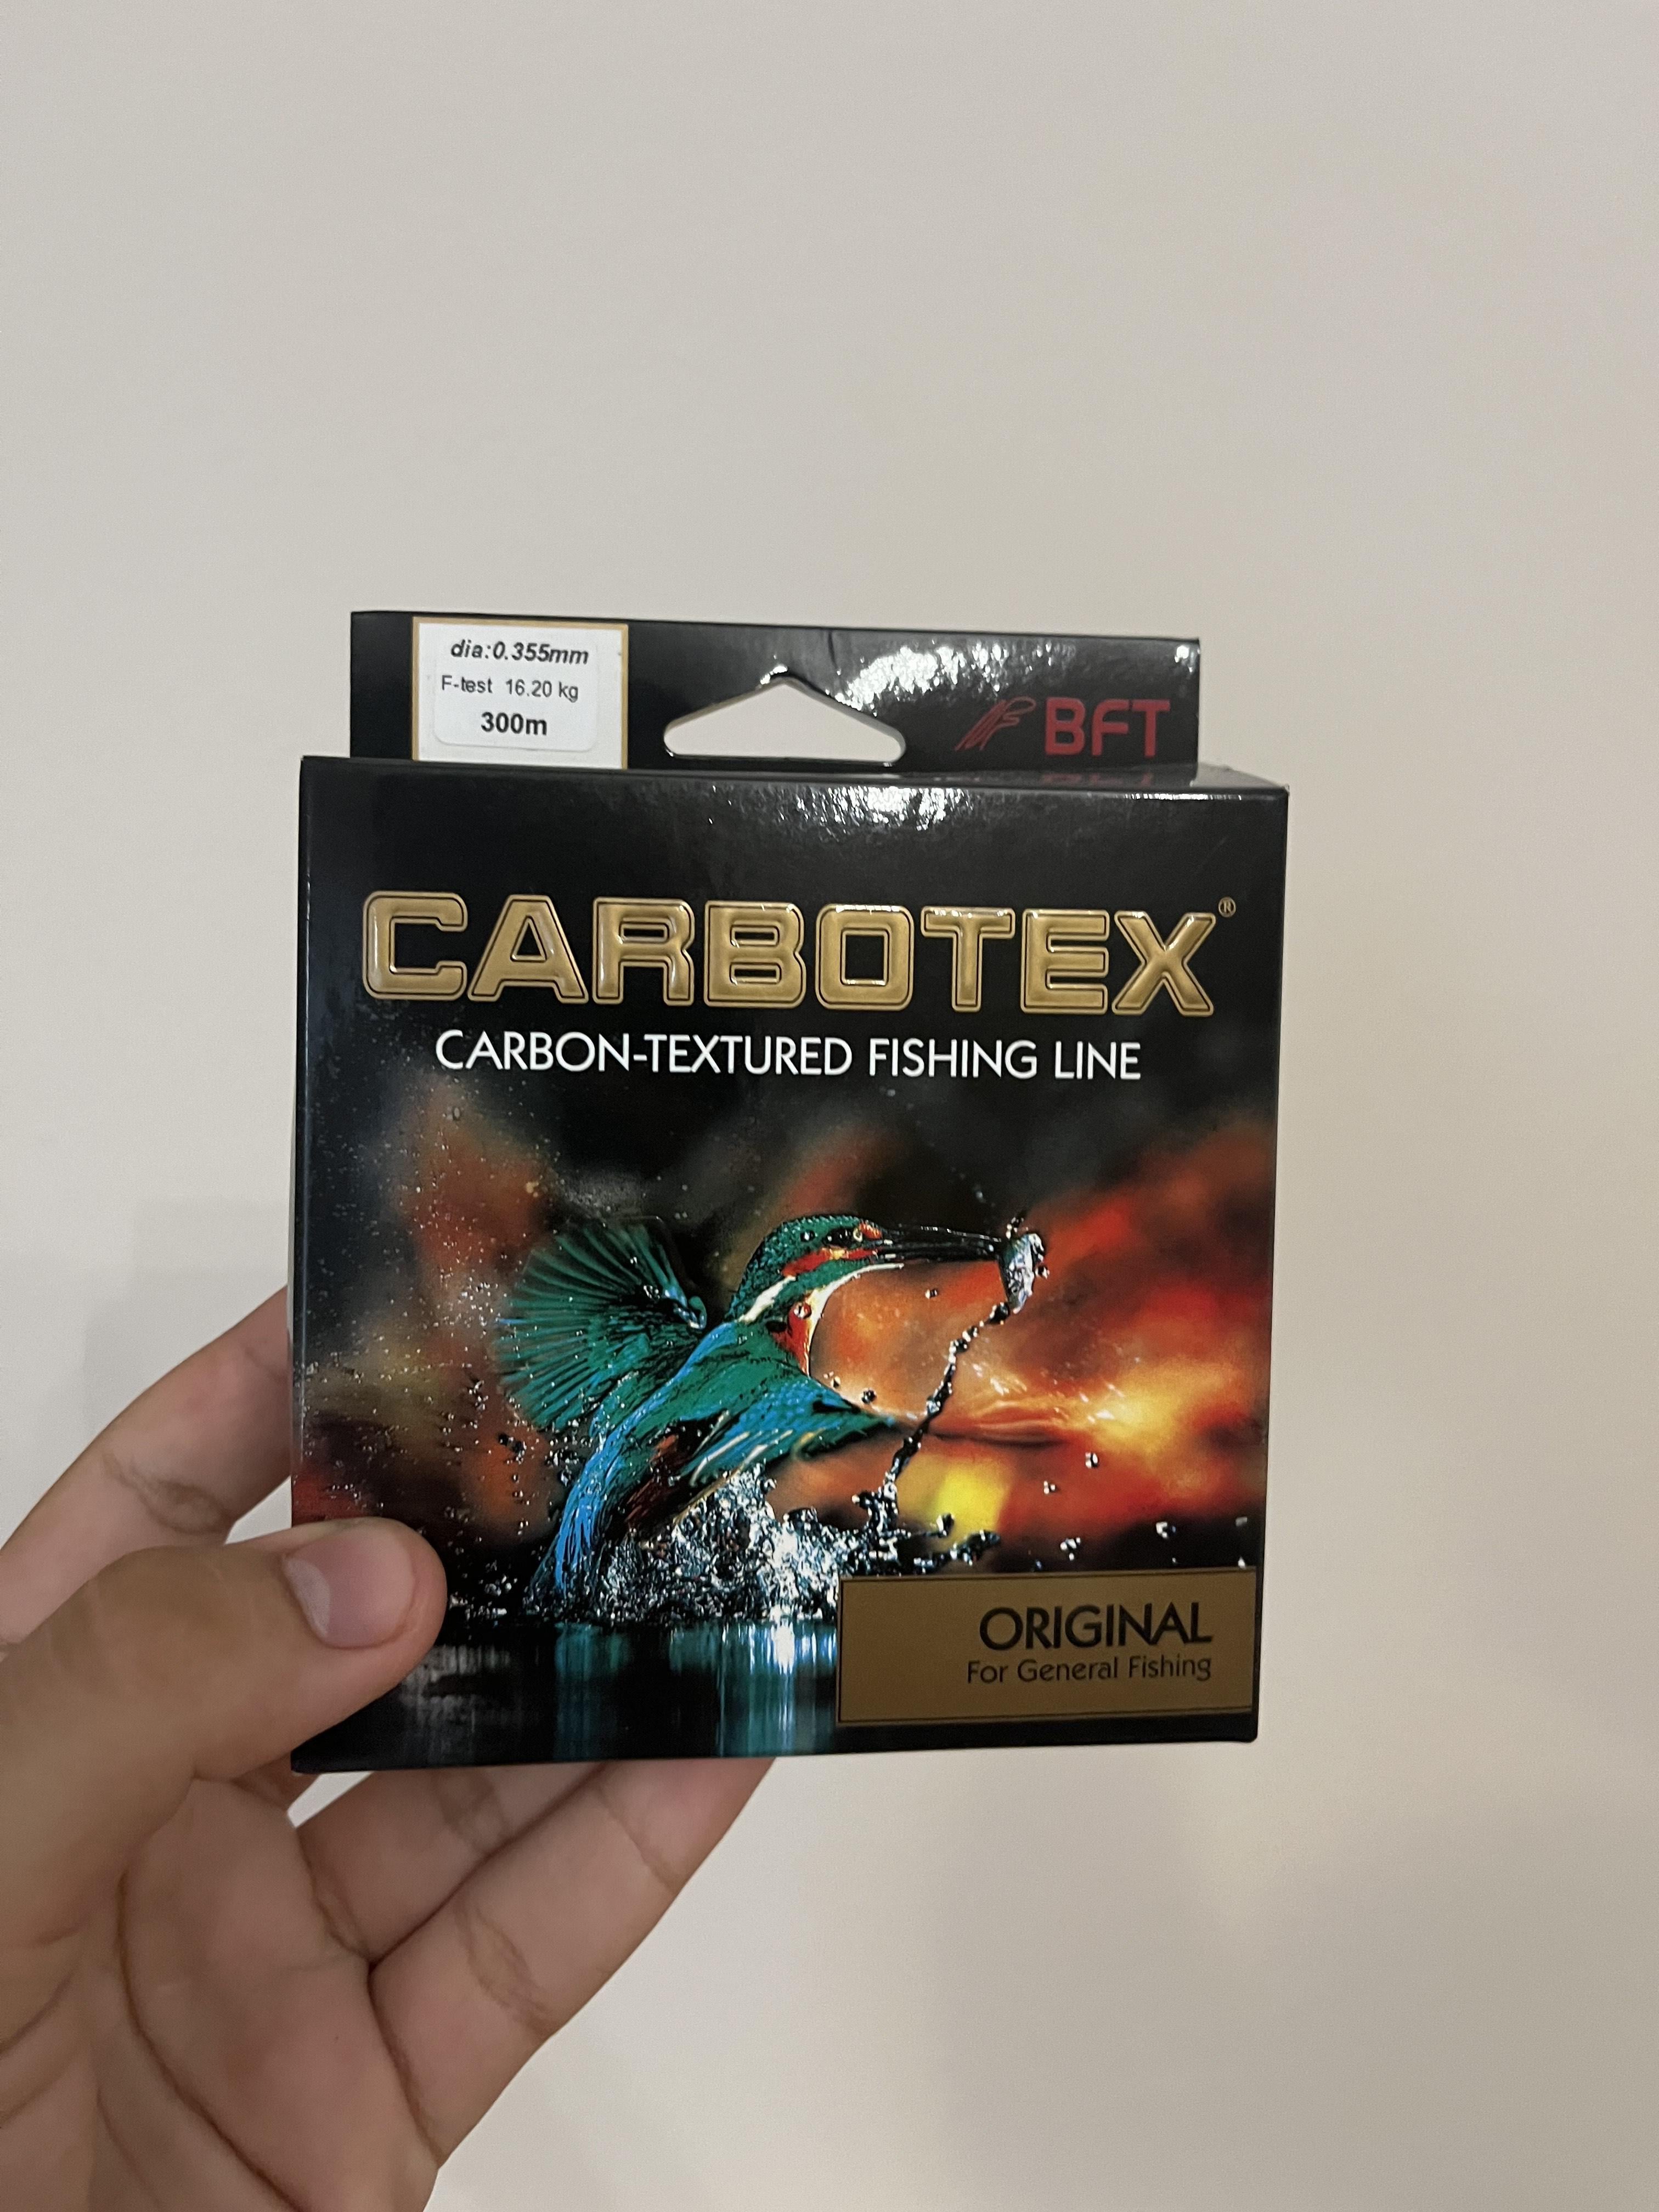 dia:0.355mm
F-test 16.20 kg
300m
BFT
CARBOTEX®
CARBON-TEXTURED FISHING LINE
ORIGINAL
For General Fishing